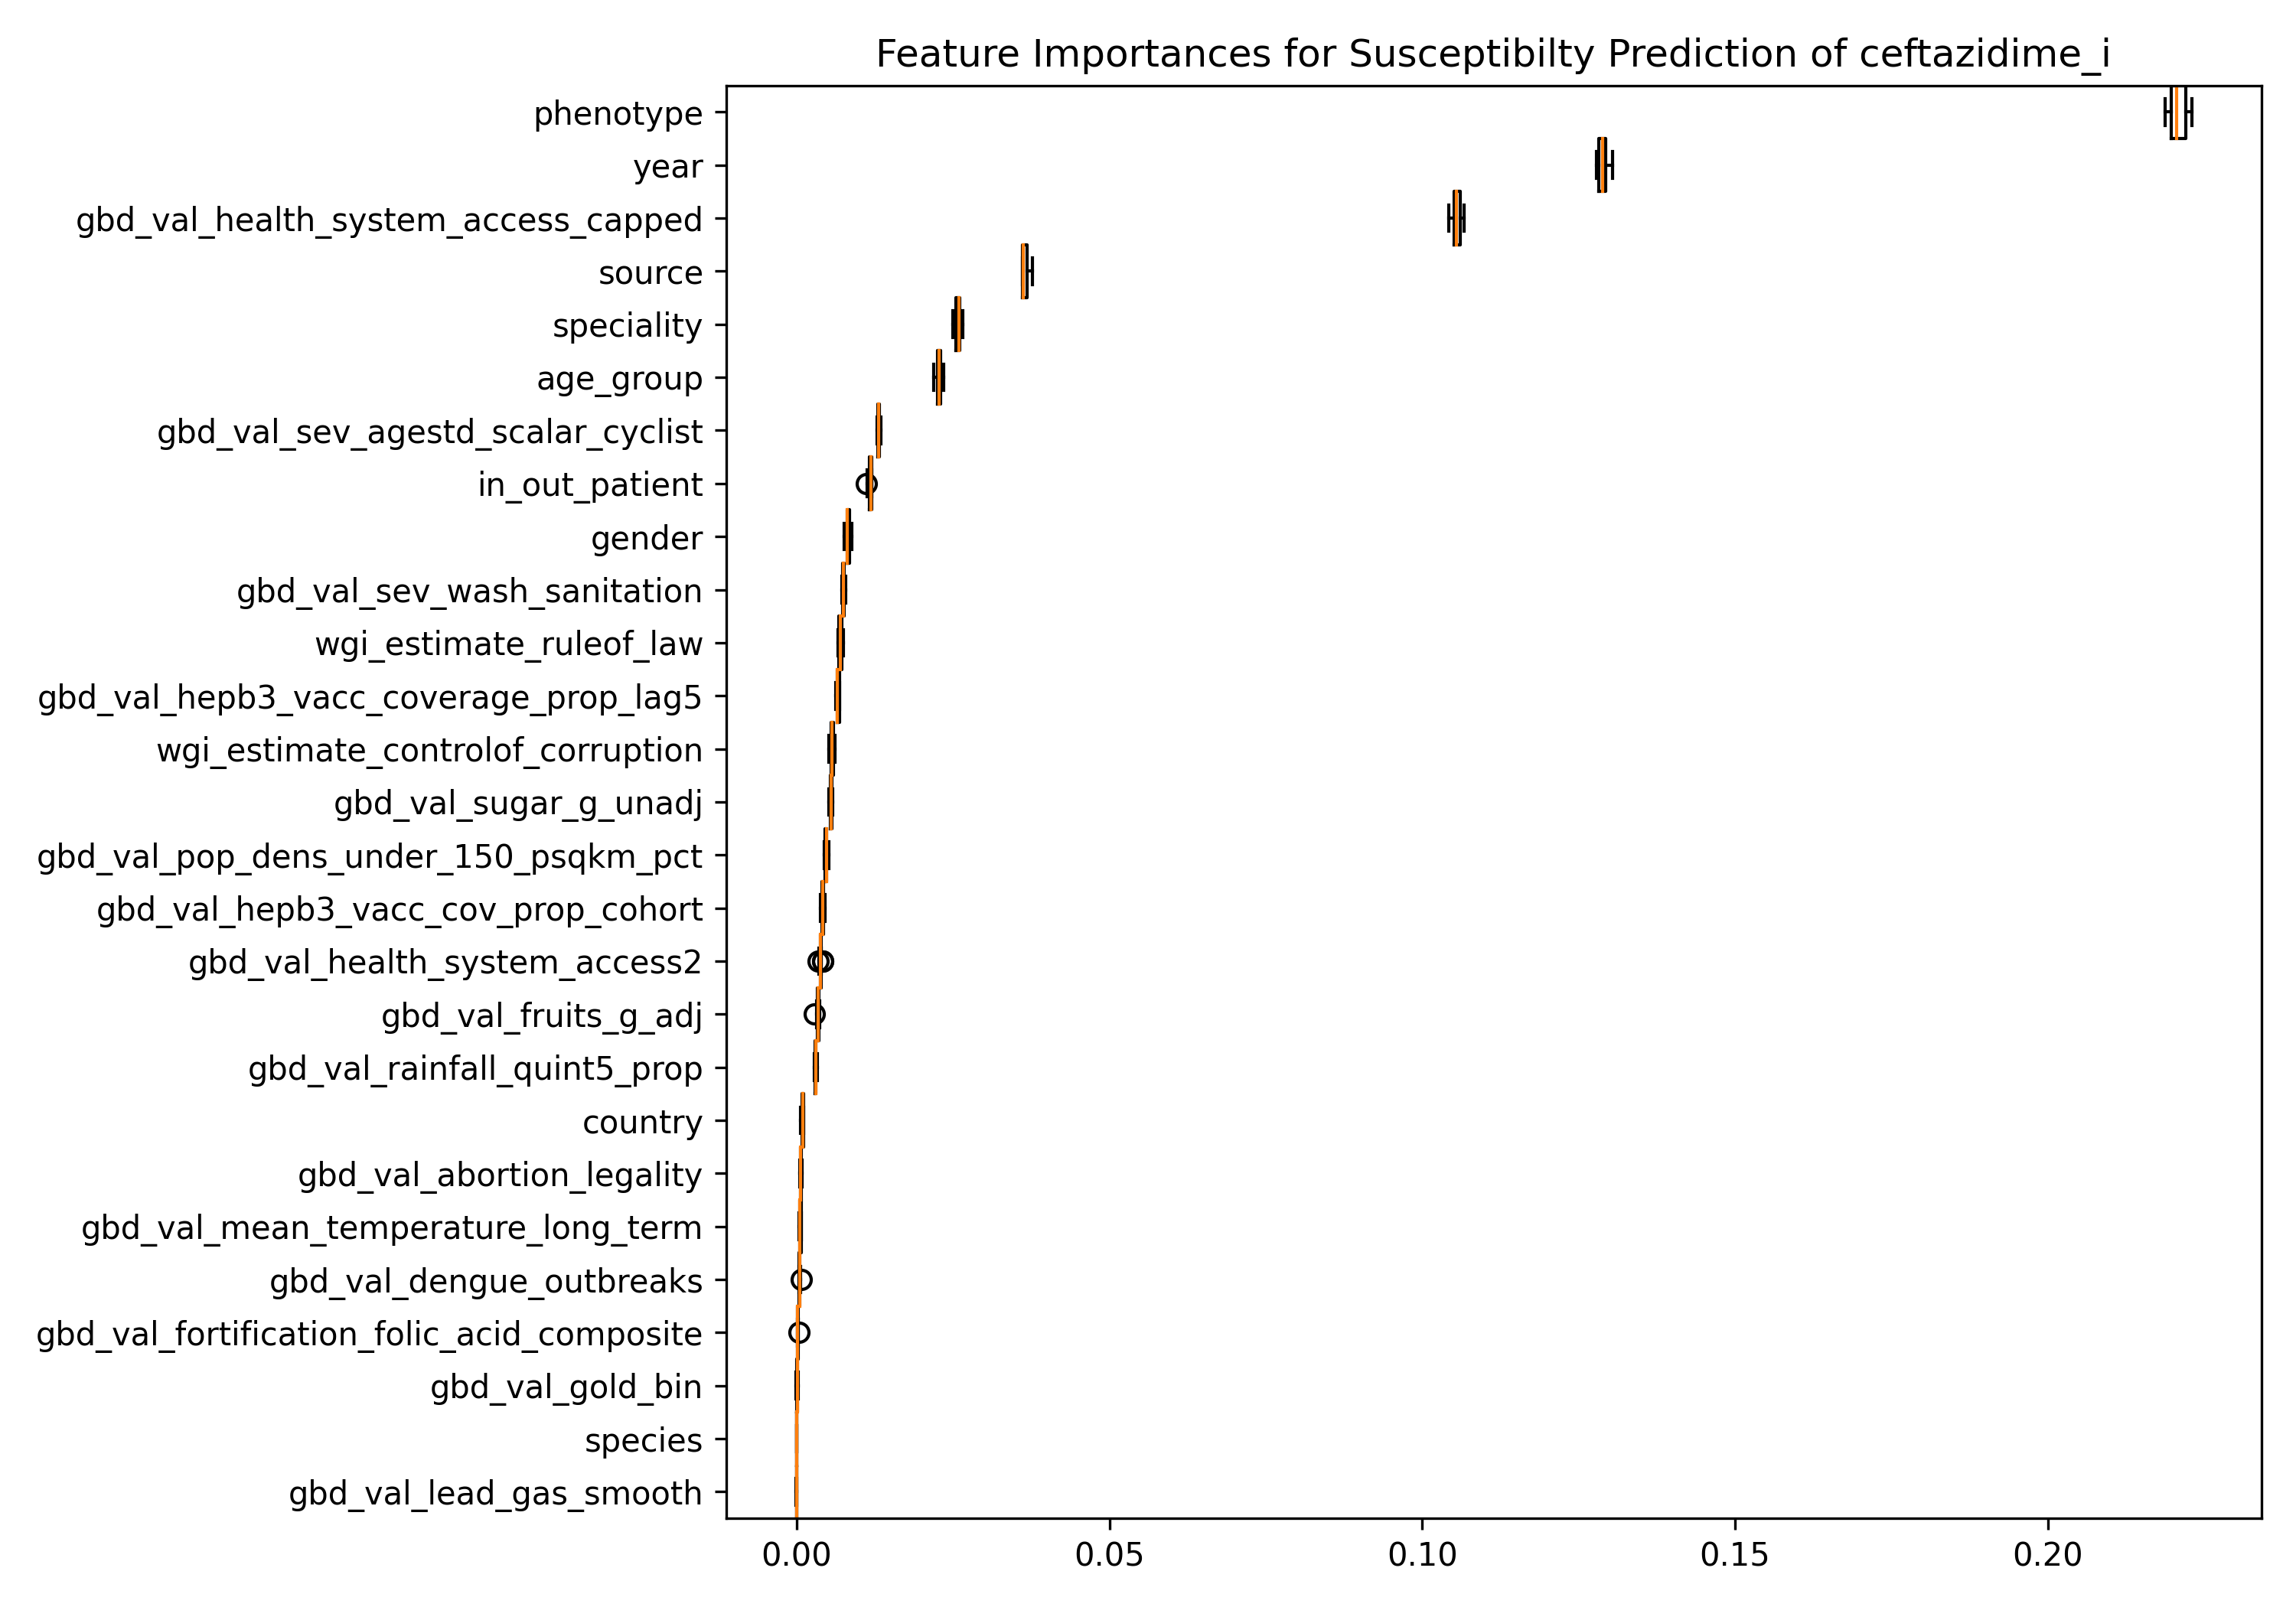 Feature Importances for Susceptibilty Prediction of ceftazidime_i
phenotype
year
gbd_val_health_system_access_capped
source
speciality
age_group
gbd_val_sev_agestd_scalar_cyclist
in_out_patient
gender
gbd_val_sev_wash_sanitation
wgi_estimate_ruleof_law
gbd_val_hepb3_vacc_coverage_prop_lag5
wgi_estimate_controlof_corruption
gbd_val_sugar_g_unadj
gbd_val_pop_dens_under_150_psqkm_pct
gbd_val_hepb3_vacc_cov_prop_cohort
gbd_val_health_system_access2
gbd_val_fruits_g_adj
gbd_val_rainfall_quint5_prop
country
gbd_val_abortion_legality
gbd_val_mean_temperature_long_term
gbd_val_dengue_outbreaks
gbd_val_fortification_folic_acid_composite
gbd_val_gold_bin
species
gbd_val_lead_gas_smooth
0.00 0.05 0.10 0.15 0.20